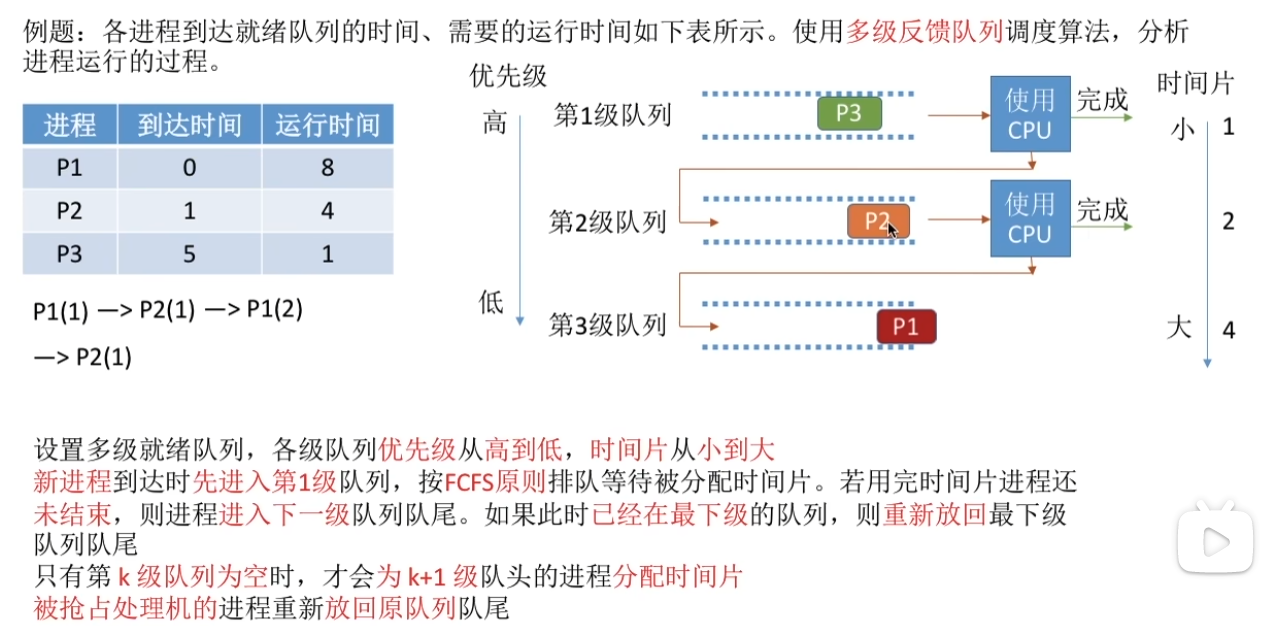 例题：各进程到达就绪队列的时间、需要的运行时间如下表所示。使用多级反馈队列调度算法，分析
进程运行的过程。
进程 到达时间 运行时间
P1 0 8
P2 1 4
P3 5 1
P1(1) —> P2(1) —> P1(2)
—> P2(1)
优先级
高
低
第1级队列
P3
使用
CPU
完成
第2级队列
P2
使用
CPU
完成
第3级队列
P1
时间片
小 1
2
大 4
设置多级就绪队列，各级队列优先级从高到低，时间片从小到大
新进程到达时先进入第1级队列，按FCFS原则排队等待被分配时间片。若用完时间片进程还
未结束，则进程进入下一级队列队尾。如果此时已经在最下级的队列，则重新放回最下级
队列队尾
只有第 k 级队列为空时，才会为 k+1 级队头的进程分配时间片
被抢占处理机的进程重新放回原队列队尾